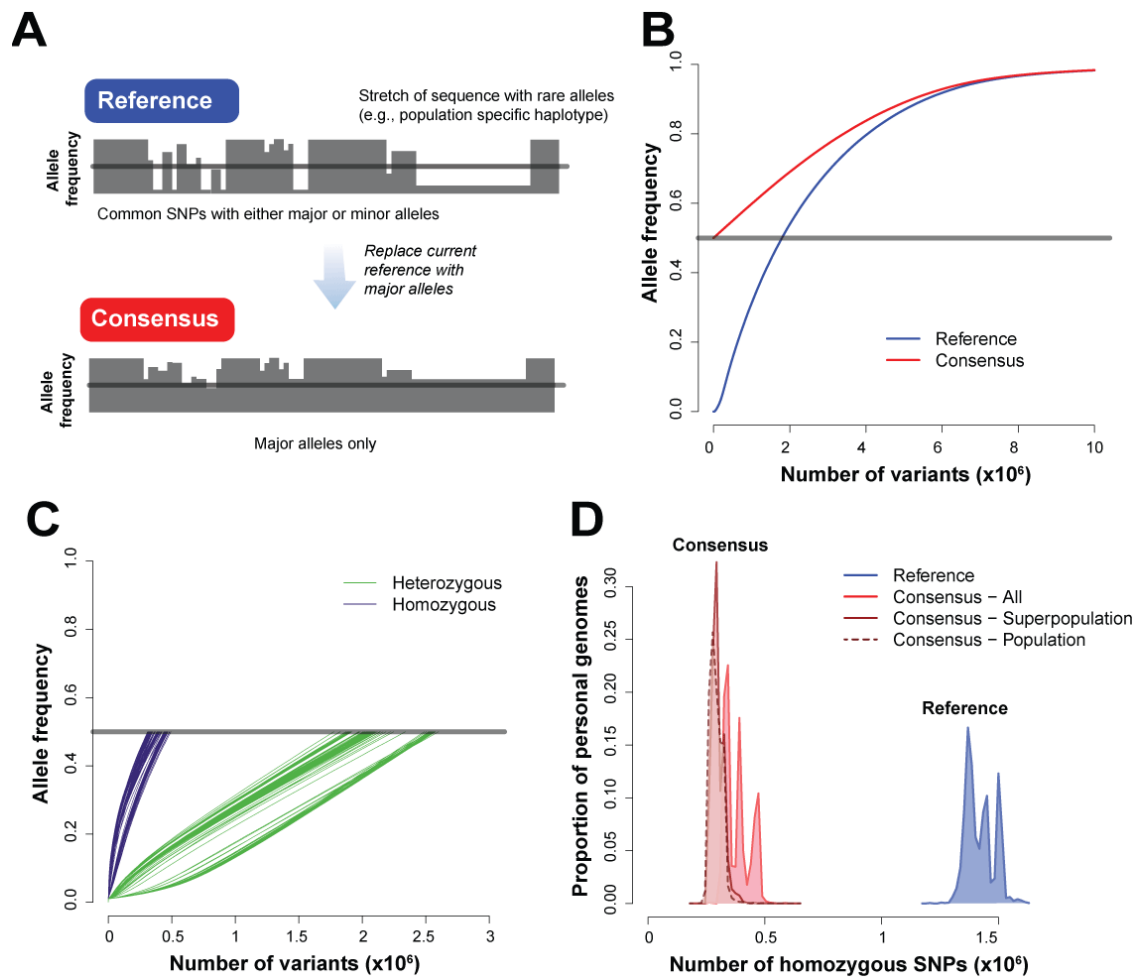 A
Reference
Stretch of sequence with rare alleles
(e.g., population specific haplotype)
Allele
frequency
Common SNPs with either major or minor alleles
Replace current
reference with
major alleles
Consensus
Allele
frequency
Major alleles only
B
Allele frequency
1.0
0.8
0.6
0.4
0.2
0.0
Reference
Consensus
0 2 4 6 8 10
Number of variants (x10⁶)
C
Allele frequency
1.0
0.8
0.6
0.4
0.2
0.0
Heterozygous
Homozygous
0 0.5 1 1.5 2 2.5 3
Number of variants (x10⁶)
D
Consensus
Reference
Consensus – All
Consensus – Superpopulation
Consensus – Population
Reference
Proportion of personal genomes
0.30
0.25
0.20
0.15
0.10
0.05
0.00
0 0.5 1 1.5
Number of homozygous SNPs (x10⁶)